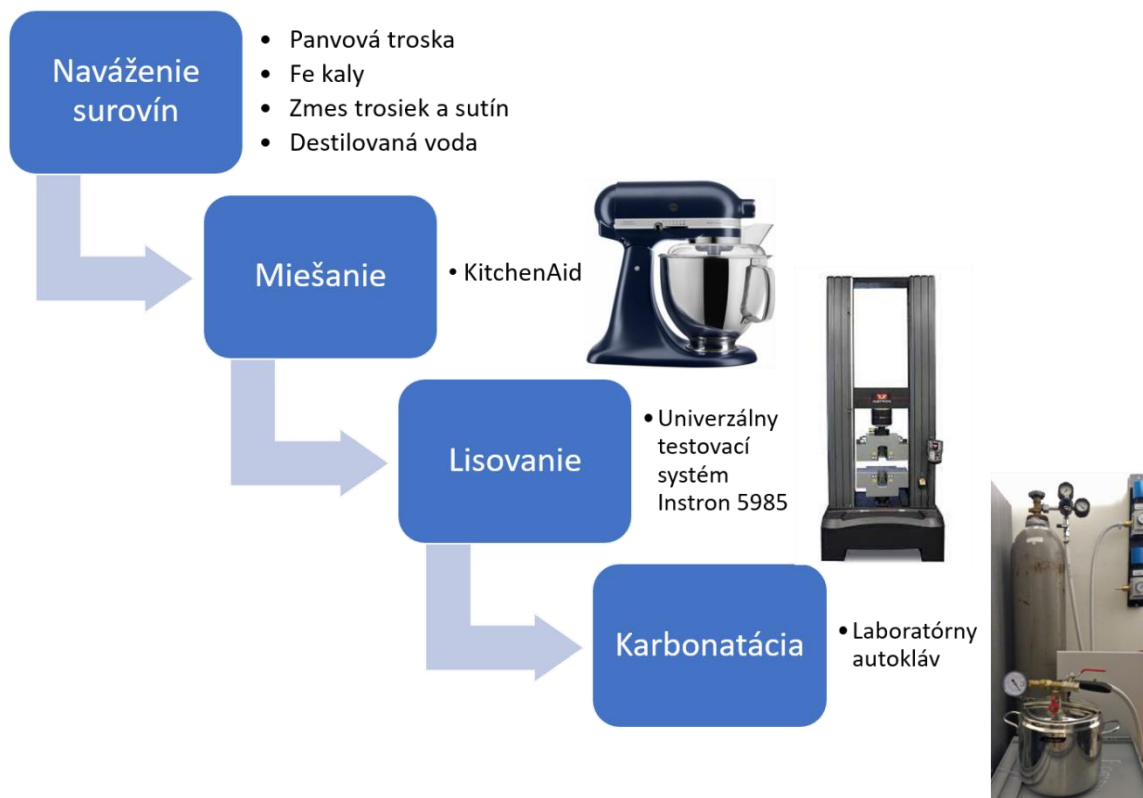 Naváženie
surovín
• Panvová troska
• Fe kaly
• Zmes trosiek a sutín
• Destilovaná voda
Miešanie
• KitchenAid
Lisovanie
• Univerzálny
testovací
systém
Instron 5985
Karbonatácia
• Laboratórny
autokláv